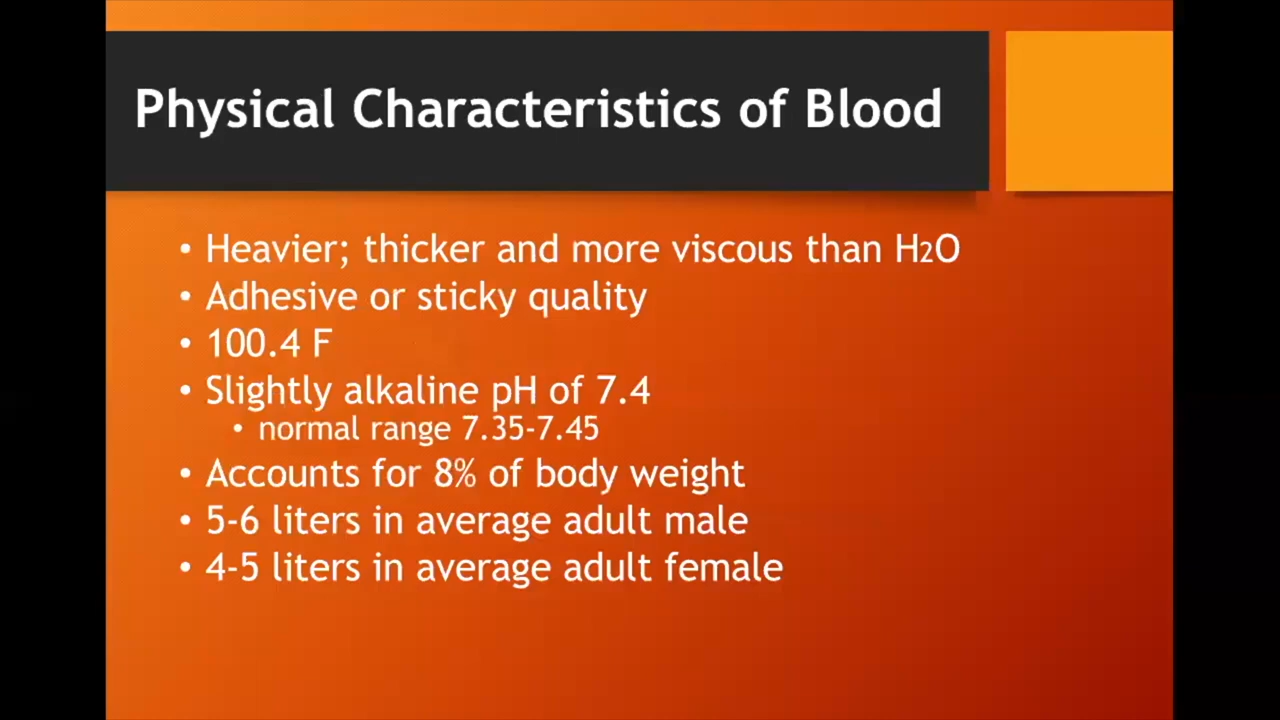 Physical Characteristics of Blood
• Heavier; thicker and more viscous than H2O
• Adhesive or sticky quality
• 100.4 F
• Slightly alkaline pH of 7.4
• normal range 7.35-7.45
• Accounts for 8% of body weight
• 5-6 liters in average adult male
• 4-5 liters in average adult female